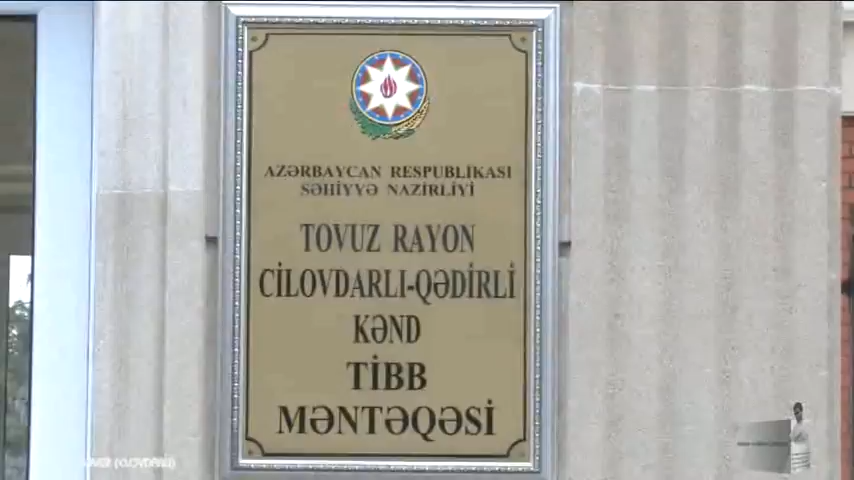 AZƏRBAYCAN RESPUBLİKASI
SƏHİYYƏ NAZİRLİYİ
TOVUZ RAYON
CİLOVDARLI-QƏDİRLİ
KƏND
TİBB
MƏNTƏQƏSİ